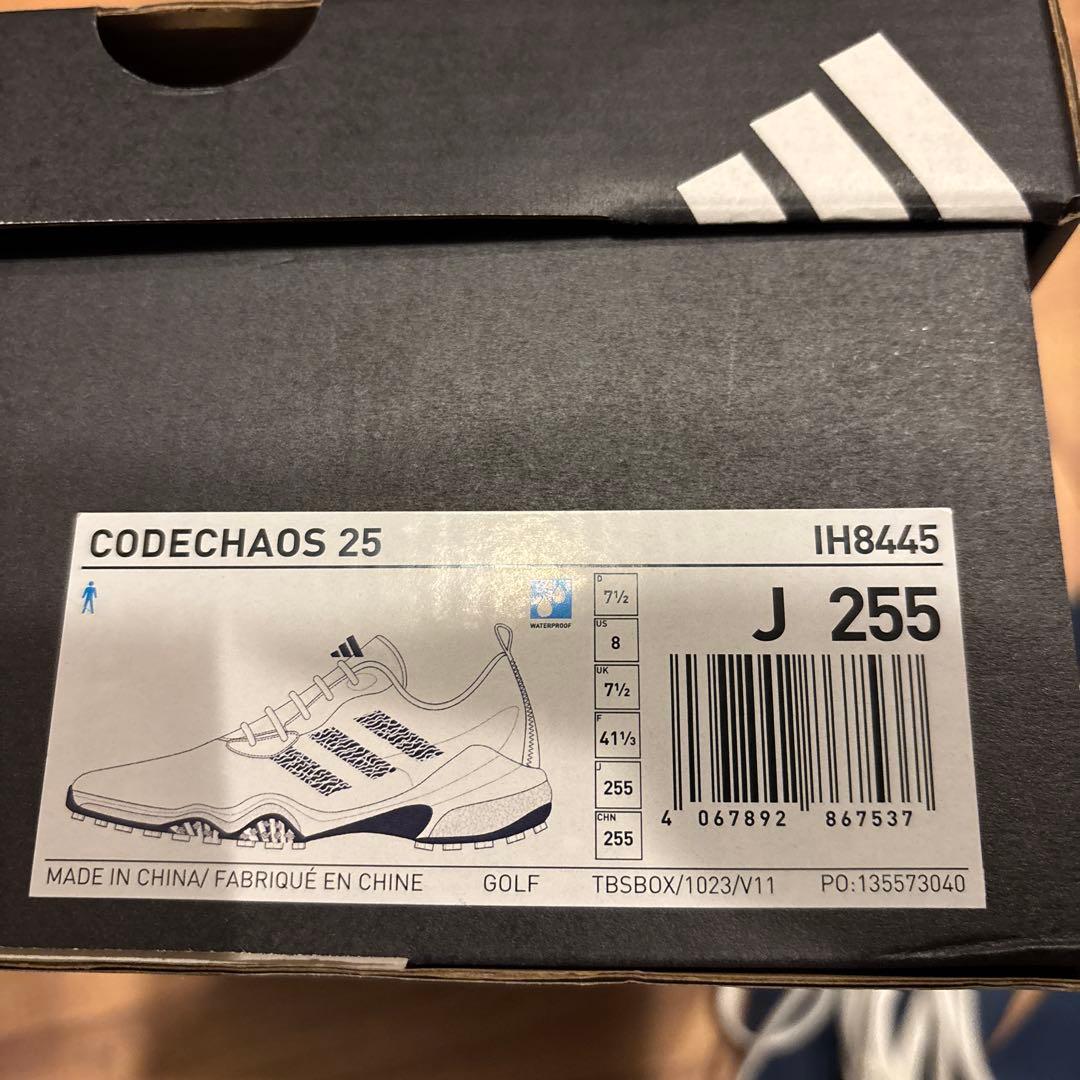 CODECHAOS 25 IH8445
WATERPROOF
J 255
D 7½
US 8
UK 7½
F 41⅓
J 255
CHN 255
4 067892 867537
MADE IN CHINA/ FABRIQUÉ EN CHINE GOLF TBSBOX/1023/V11 PO:135573040